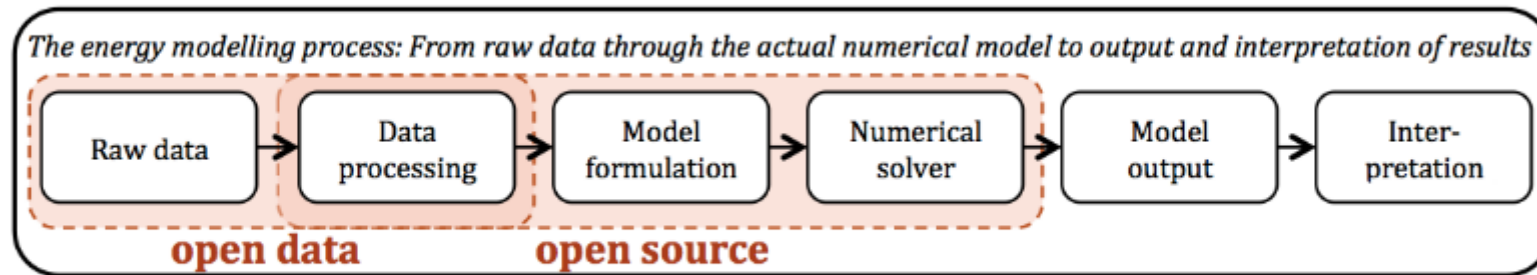 The energy modelling process: From raw data through the actual numerical model to output and interpretation of results
Raw data
Data
processing
Model
formulation
Numerical
solver
Model
output
Inter-
pretation
open data
open source